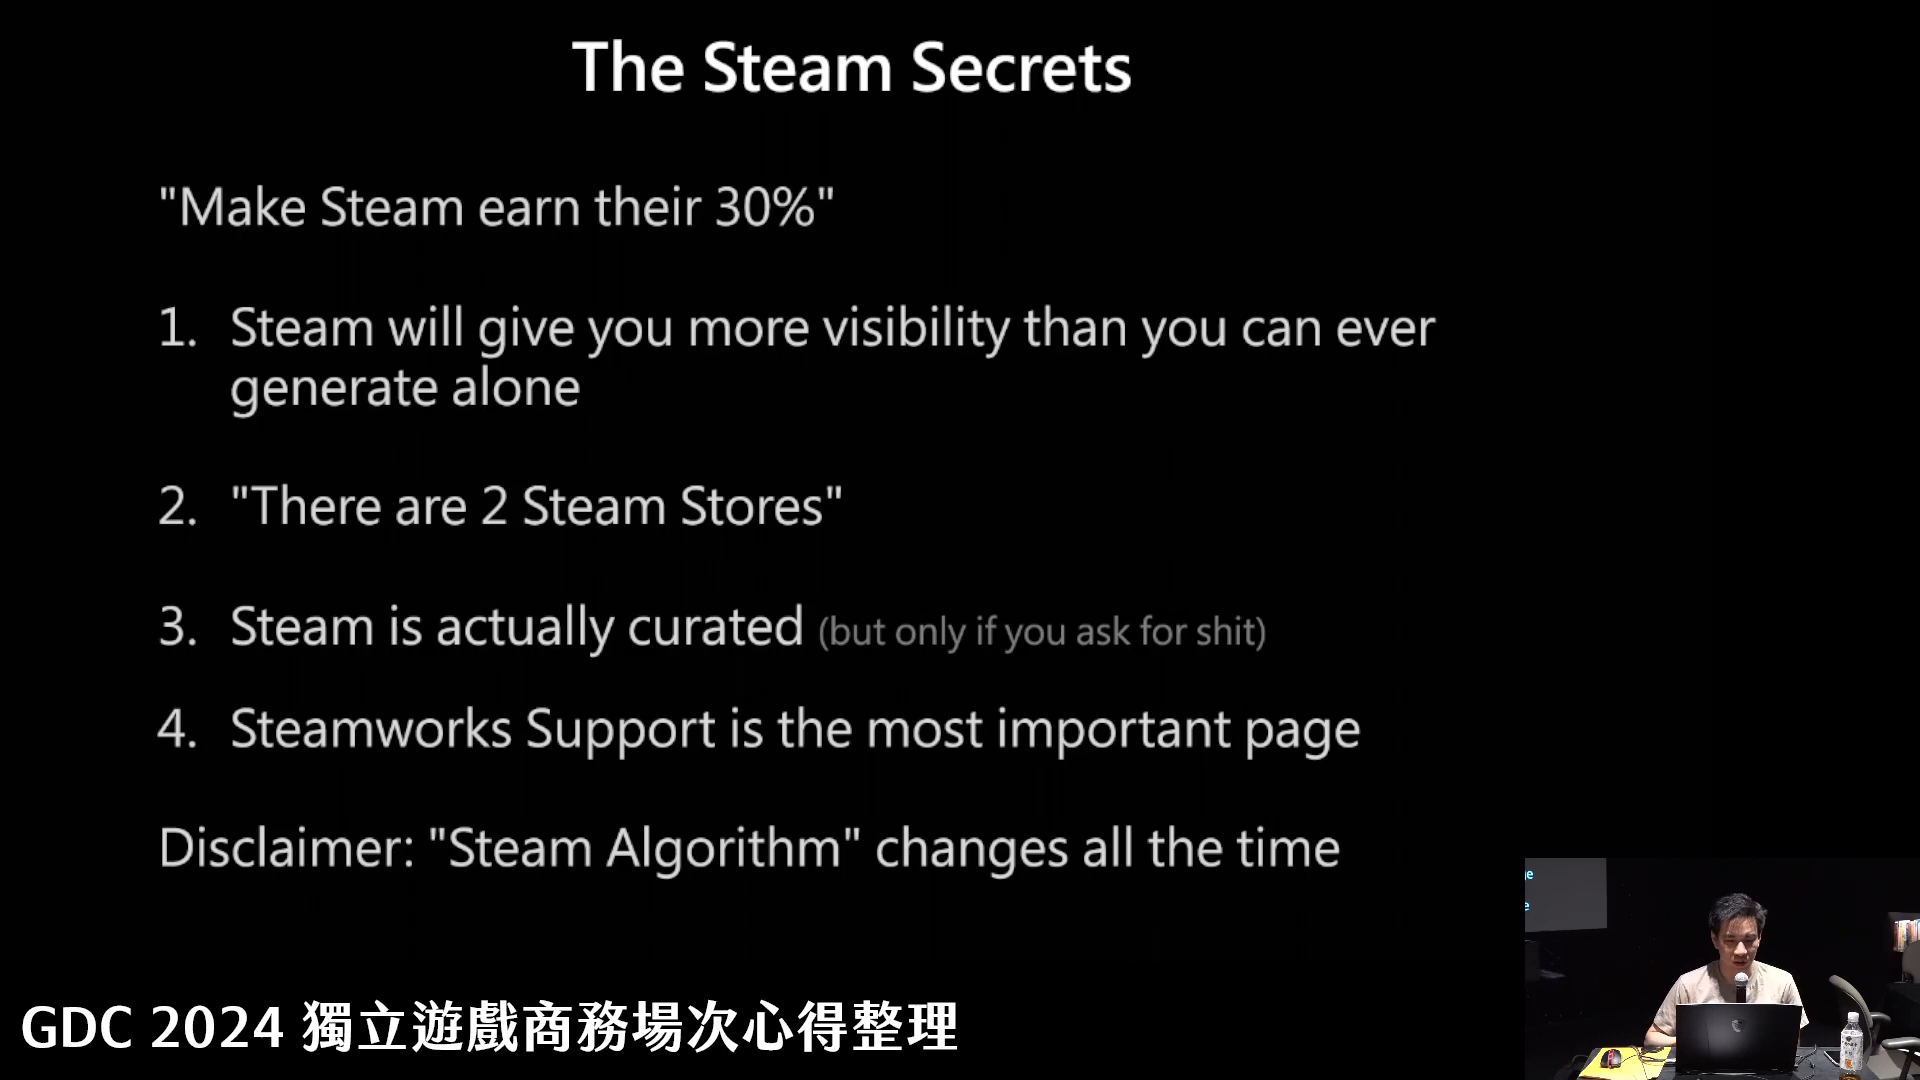 The Steam Secrets
"Make Steam earn their 30%"
1. Steam will give you more visibility than you can ever
generate alone
2. "There are 2 Steam Stores"
3. Steam is actually curated (but only if you ask for shit)
4. Steamworks Support is the most important page
Disclaimer: "Steam Algorithm" changes all the time
GDC 2024 獨立遊戲商務場次心得整理